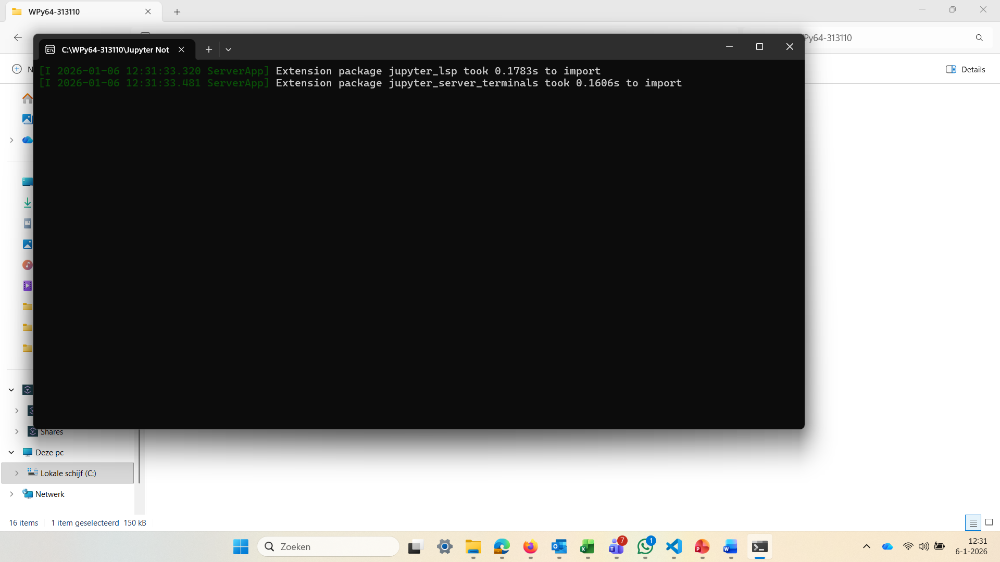 WPy64-313110
Py64-313110
C:\WPy64-313110\Jupyter Not
N
Details
[I 2026-01-06 12:31:33.320 ServerApp] Extension package jupyter_lsp took 0.1783s to import
[I 2026-01-06 12:31:33.481 ServerApp] Extension package jupyter_server_terminals took 0.1606s to import
Shares
Deze pc
Lokale schijf (C:)
Netwerk
16 items 1 item geselecteerd 150 kB
Zoeken
7
1
12:31
6-1-2026